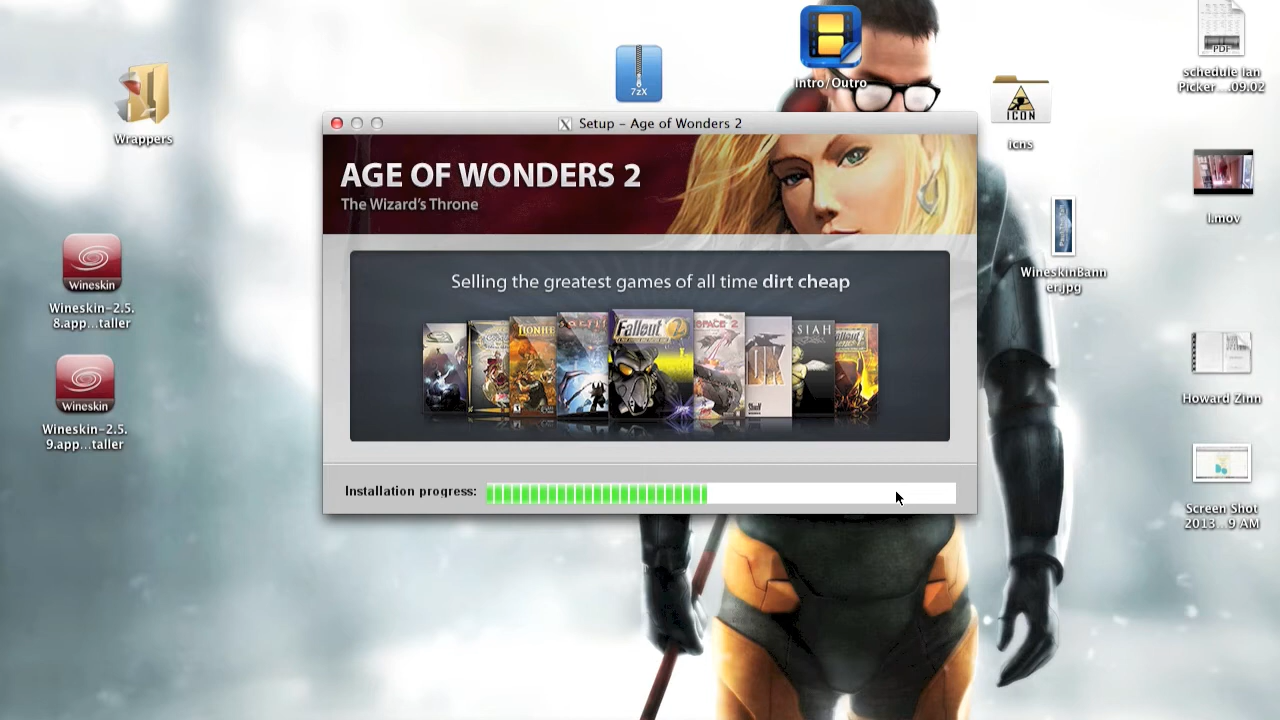 Intro/Outro
7zX
PDF
schedule Ian
Picker ....09.02
Wrappers
ICON
icns
Setup – Age of Wonders 2
AGE OF WONDERS 2
The Wizard's Throne
l.mov
WineskinBann
er.jpg
Wineskin
Wineskin-2.5.
8.app...taller
Selling the greatest games of all time dirt cheap
Fallout 2
SPACE 2
Wineskin
Wineskin-2.5.
9.app...taller
Howard Zinn
Installation progress:
Screen Shot
2013...9 AM